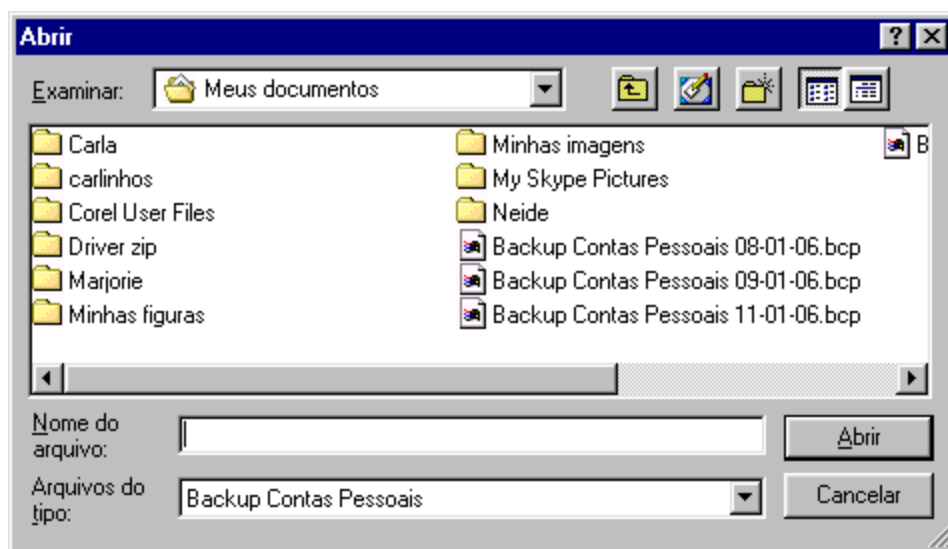 Abrir
Examinar: Meus documentos
Carla
carlinhos
Corel User Files
Driver zip
Marjorie
Minhas figuras
Minhas imagens
My Skype Pictures
Neide
Backup Contas Pessoais 08-01-06.bcp
Backup Contas Pessoais 09-01-06.bcp
Backup Contas Pessoais 11-01-06.bcp
B
Nome do
arquivo:
Abrir
Arquivos do
tipo:
Backup Contas Pessoais
Cancelar